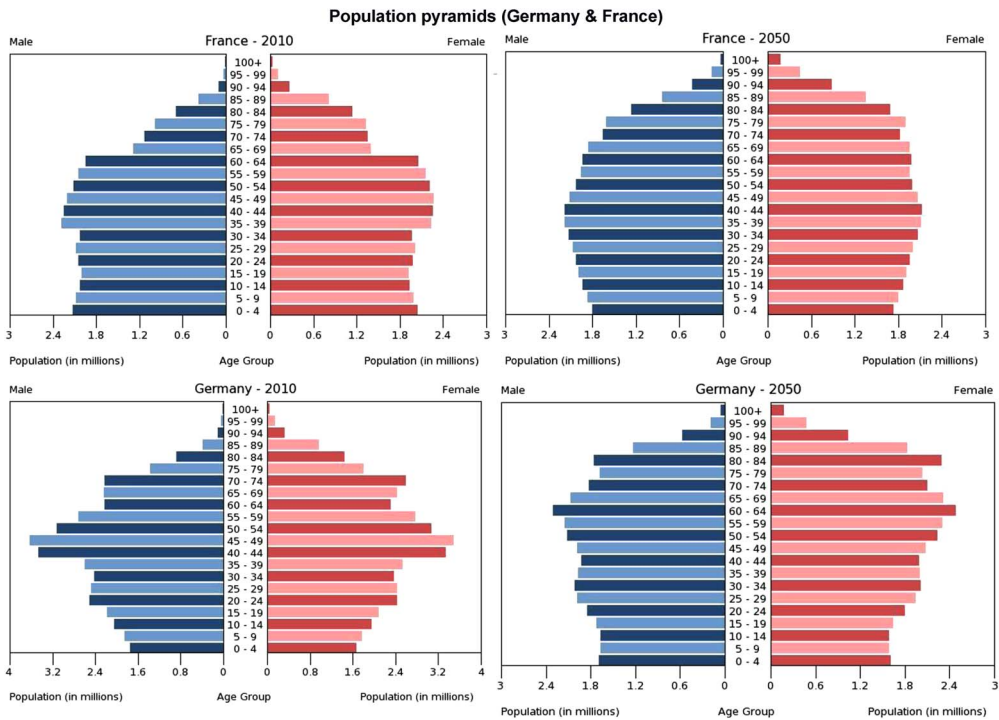 Population pyramids (Germany & France)
Male France - 2010 Female
100+
95 - 99
90 - 94
85 - 89
80 - 84
75 - 79
70 - 74
65 - 69
60 - 64
55 - 59
50 - 54
45 - 49
40 - 44
35 - 39
30 - 34
25 - 29
20 - 24
15 - 19
10 - 14
5 - 9
0 - 4
3 2.4 1.8 1.2 0.6 0 0 0.6 1.2 1.8 2.4 3
Population (in millions) Age Group Population (in millions)
Male France - 2050 Female
100+
95 - 99
90 - 94
85 - 89
80 - 84
75 - 79
70 - 74
65 - 69
60 - 64
55 - 59
50 - 54
45 - 49
40 - 44
35 - 39
30 - 34
25 - 29
20 - 24
15 - 19
10 - 14
5 - 9
0 - 4
3 2.4 1.8 1.2 0.6 0 0 0.6 1.2 1.8 2.4 3
Population (in millions) Age Group Population (in millions)
Male Germany - 2010 Female
100+
95 - 99
90 - 94
85 - 89
80 - 84
75 - 79
70 - 74
65 - 69
60 - 64
55 - 59
50 - 54
45 - 49
40 - 44
35 - 39
30 - 34
25 - 29
20 - 24
15 - 19
10 - 14
5 - 9
0 - 4
4 3.2 2.4 1.6 0.8 0 0 0.8 1.6 2.4 3.2 4
Population (in millions) Age Group Population (in millions)
Male Germany - 2050 Female
100+
95 - 99
90 - 94
85 - 89
80 - 84
75 - 79
70 - 74
65 - 69
60 - 64
55 - 59
50 - 54
45 - 49
40 - 44
35 - 39
30 - 34
25 - 29
20 - 24
15 - 19
10 - 14
5 - 9
0 - 4
3 2.4 1.8 1.2 0.6 0 0 0.6 1.2 1.8 2.4 3
Population (in millions) Age Group Population (in millions)